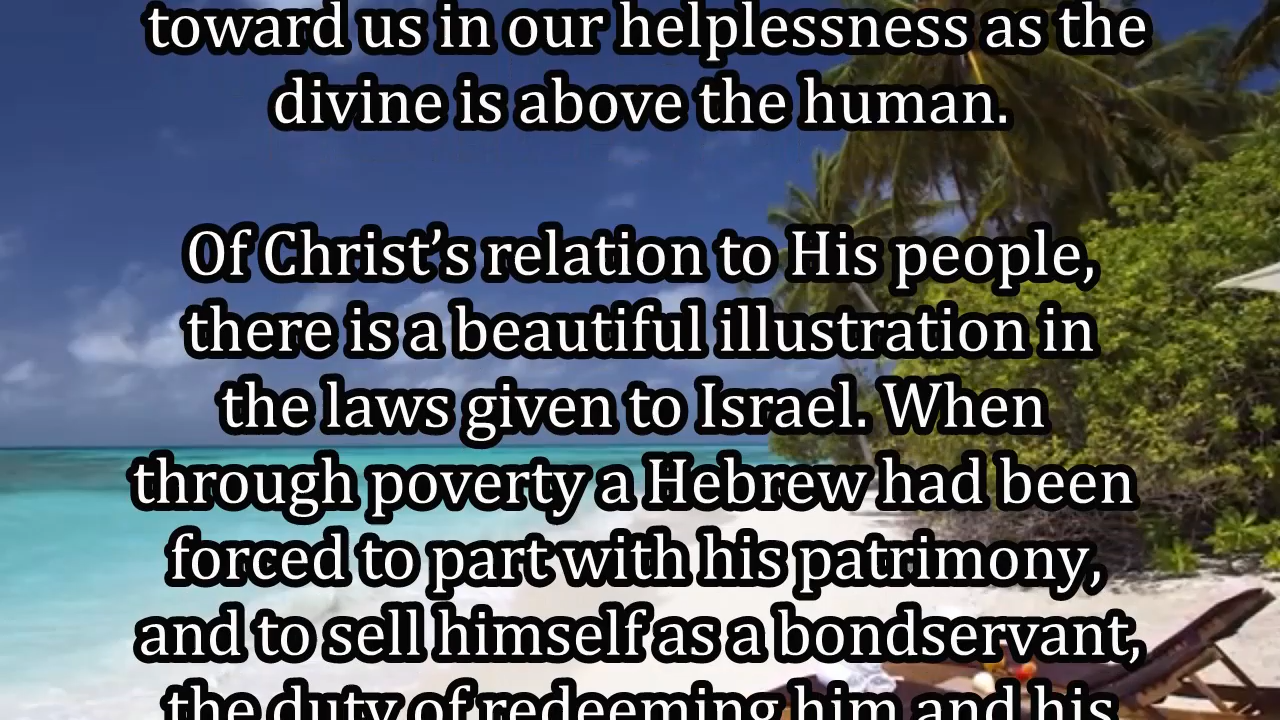 toward us in our helplessness as the
divine is above the human.
Of Christ’s relation to His people,
there is a beautiful illustration in
the laws given to Israel. When
through poverty a Hebrew had been
forced to part with his patrimony,
and to sell himself as a bondservant,
the duty of redeeming him and his